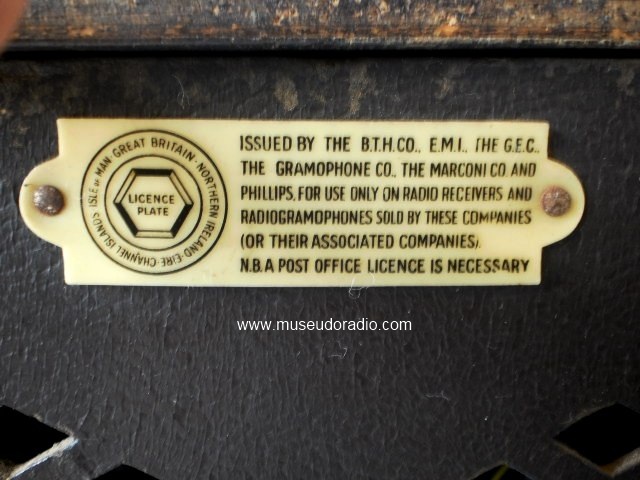 MAN·GREAT BRITAIN·NORTHERN IRELAND·EIRE·CHANNEL ISLANDS ISLE OF
LICENCE
PLATE
ISSUED BY THE B.T.H.CO., E.M.I., THE G.E.C.,
THE GRAMOPHONE CO., THE MARCONI CO. AND
PHILLIPS, FOR USE ONLY ON RADIO RECEIVERS AND
RADIOGRAMOPHONES SOLD BY THESE COMPANIES
(OR THEIR ASSOCIATED COMPANIES).
N.B.A POST OFFICE LICENCE IS NECESSARY
www.museudoradio.com